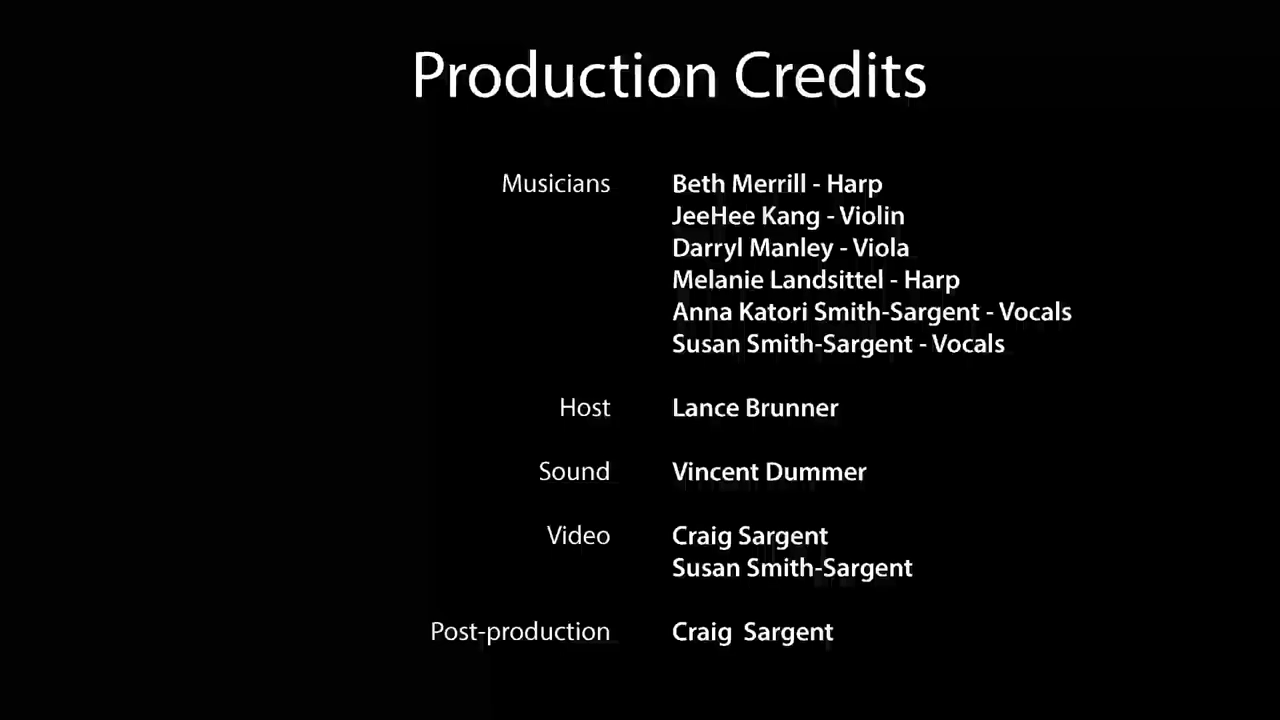 Production Credits
Musicians Beth Merrill - Harp
JeeHee Kang - Violin
Darryl Manley - Viola
Melanie Landsittel - Harp
Anna Katori Smith-Sargent - Vocals
Susan Smith-Sargent - Vocals
Host Lance Brunner
Sound Vincent Dummer
Video Craig Sargent
Susan Smith-Sargent
Post-production Craig Sargent